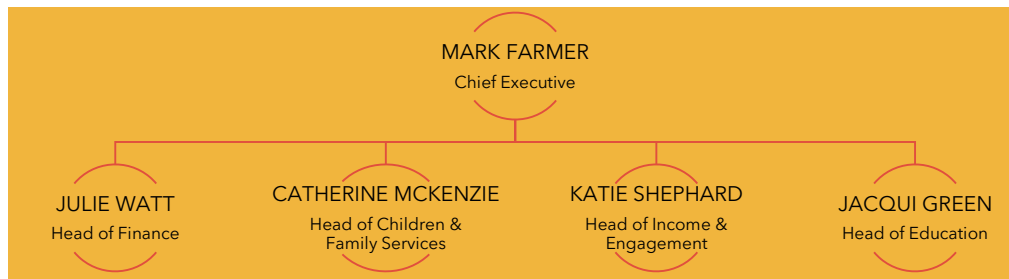 MARK FARMER
Chief Executive
JULIE WATT
Head of Finance
CATHERINE MCKENZIE
Head of Children &
Family Services
KATIE SHEPHARD
Head of Income &
Engagement
JACQUI GREEN
Head of Education